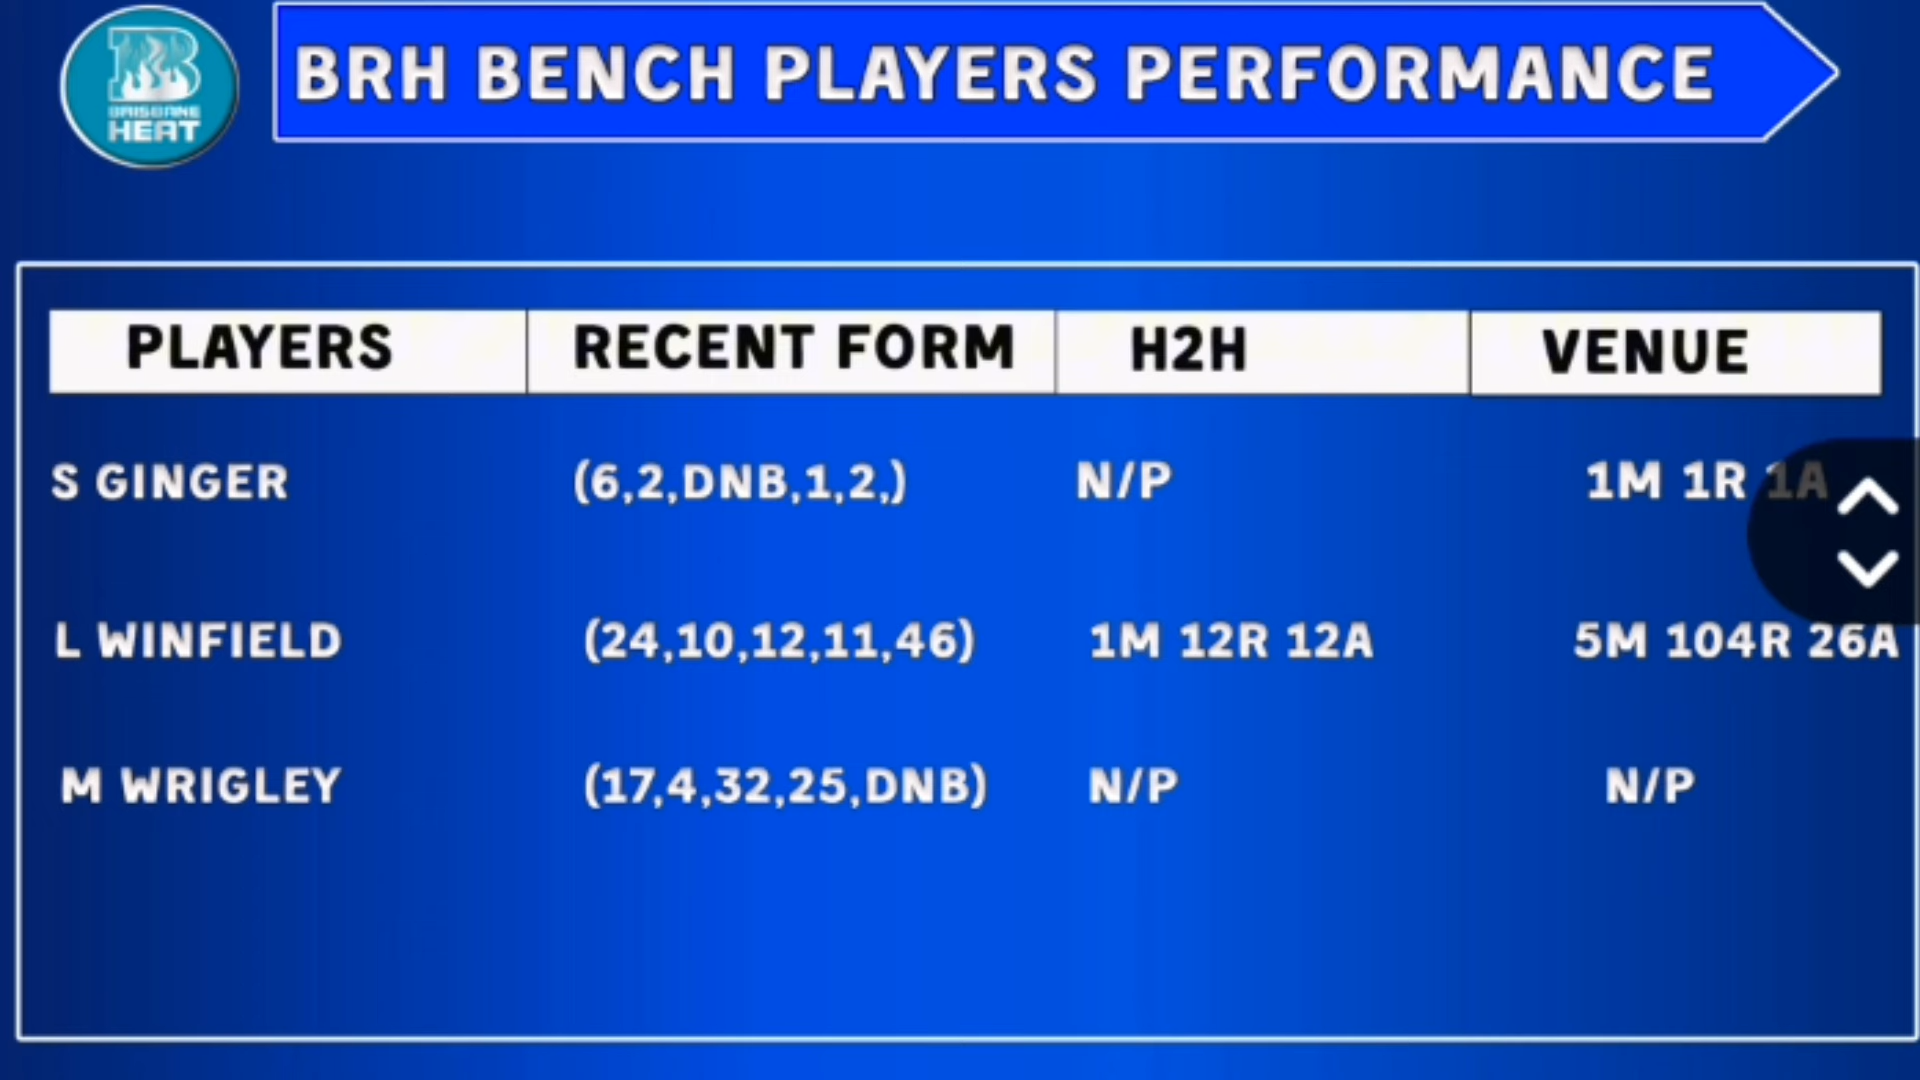 BRISBANE
HEAT
BRH BENCH PLAYERS PERFORMANCE
PLAYERS RECENT FORM H2H VENUE
S GINGER (6,2,DNB,1,2,) N/P 1M 1R 1A
L WINFIELD (24,10,12,11,46) 1M 12R 12A 5M 104R 26A
M WRIGLEY (17,4,32,25,DNB) N/P N/P